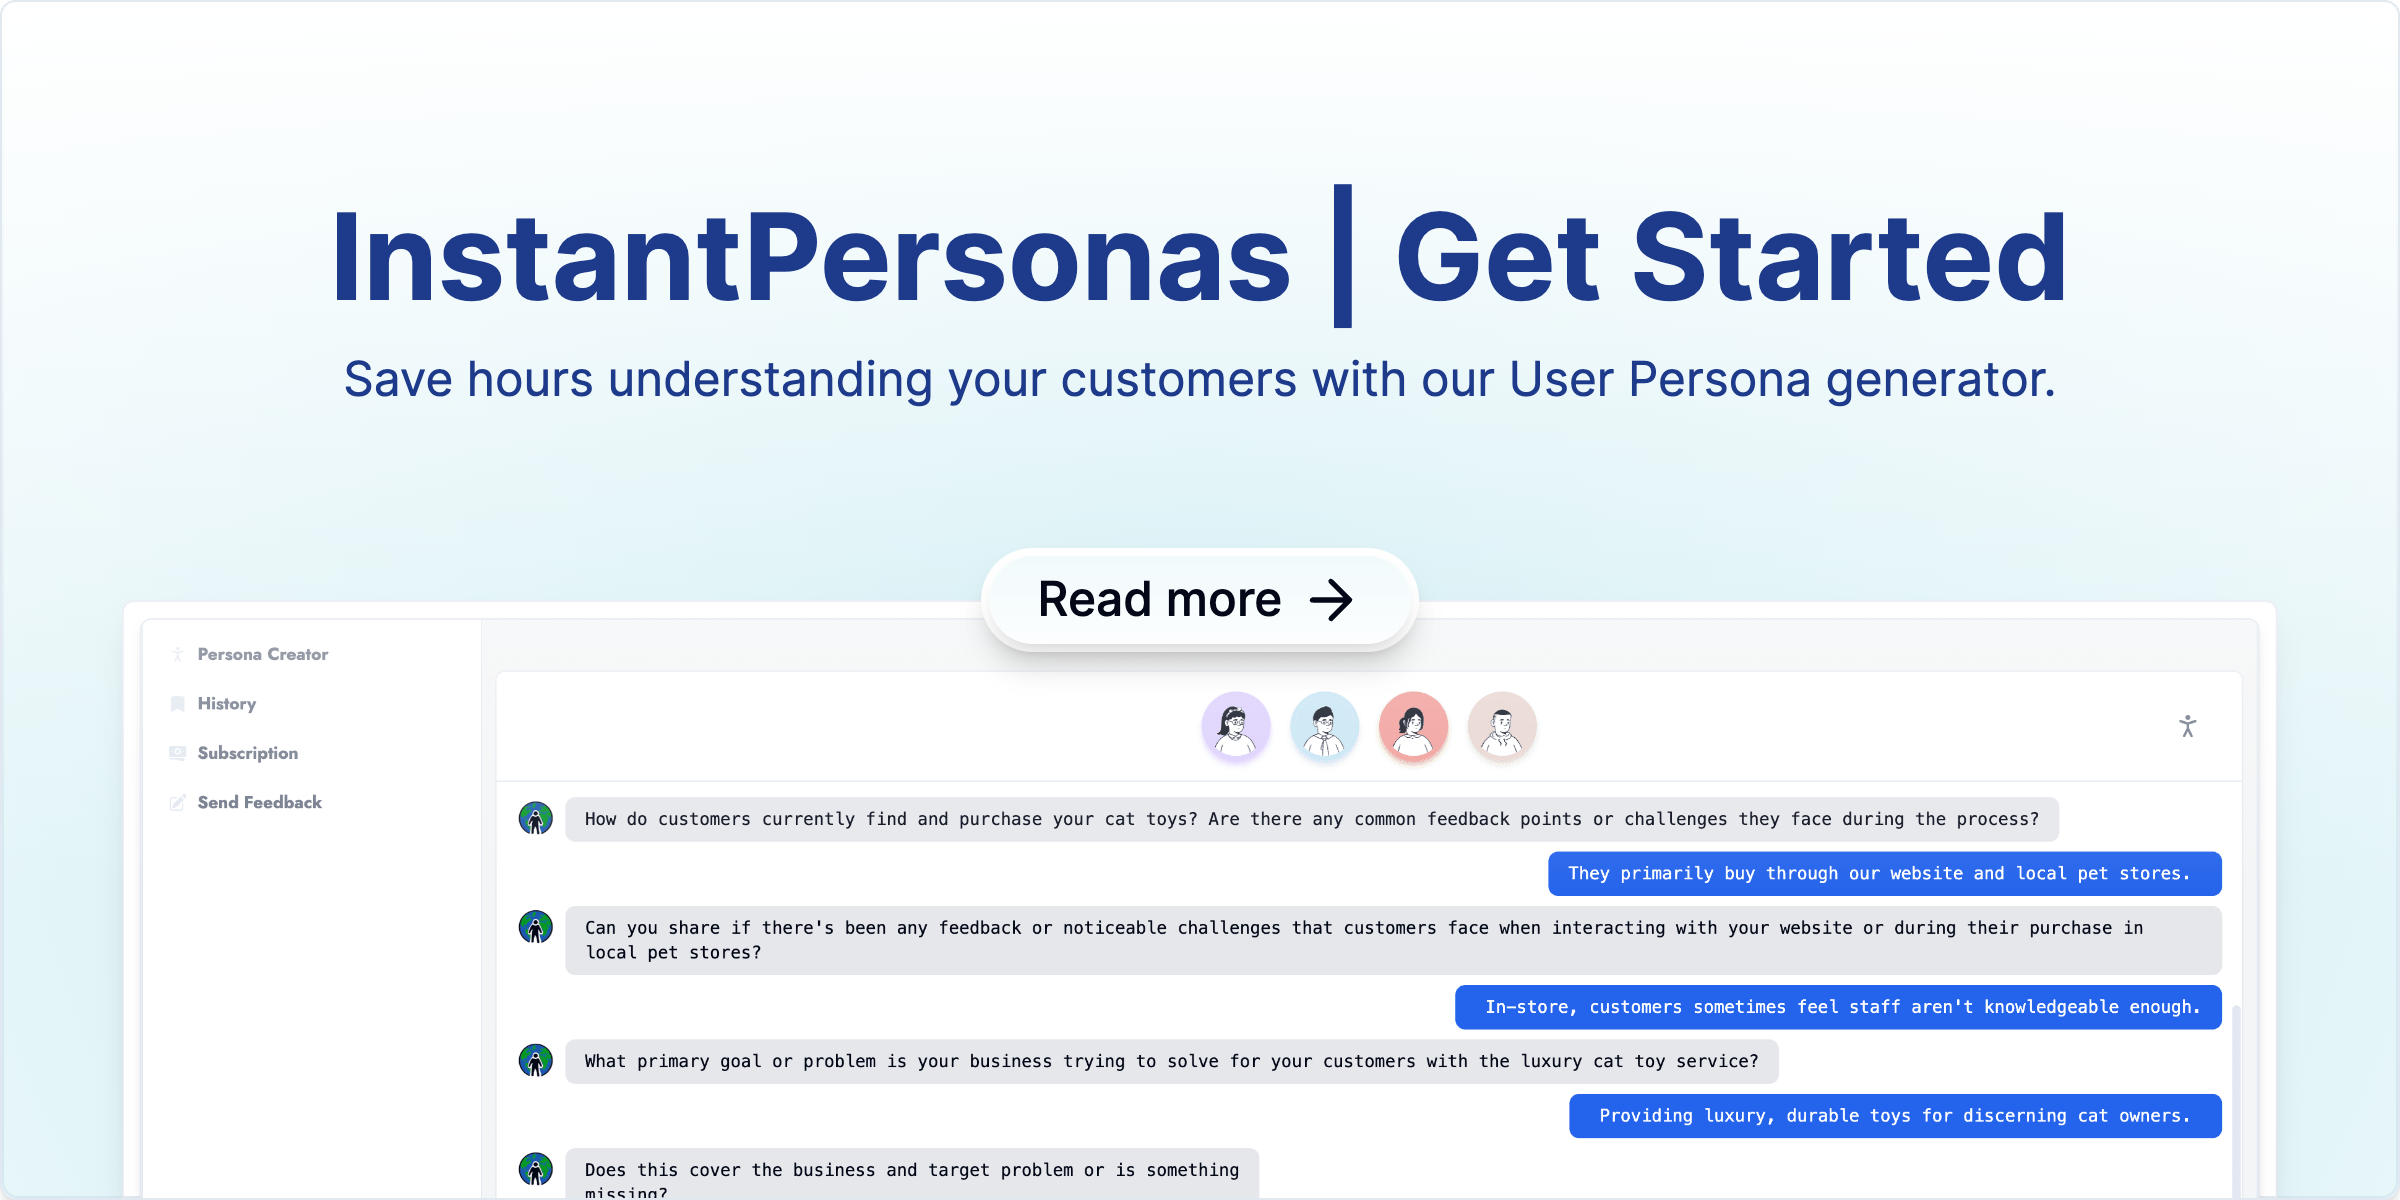 InstantPersonas | Get Started
Save hours understanding your customers with our User Persona generator.
Read more
Persona Creator
History
Subscription
Send Feedback
How do customers currently find and purchase your cat toys? Are there any common feedback points or challenges they face during the process?
They primarily buy through our website and local pet stores.
Can you share if there's been any feedback or noticeable challenges that customers face when interacting with your website or during their purchase in
local pet stores?
In-store, customers sometimes feel staff aren't knowledgeable enough.
What primary goal or problem is your business trying to solve for your customers with the luxury cat toy service?
Providing luxury, durable toys for discerning cat owners.
Does this cover the business and target problem or is something
missing?